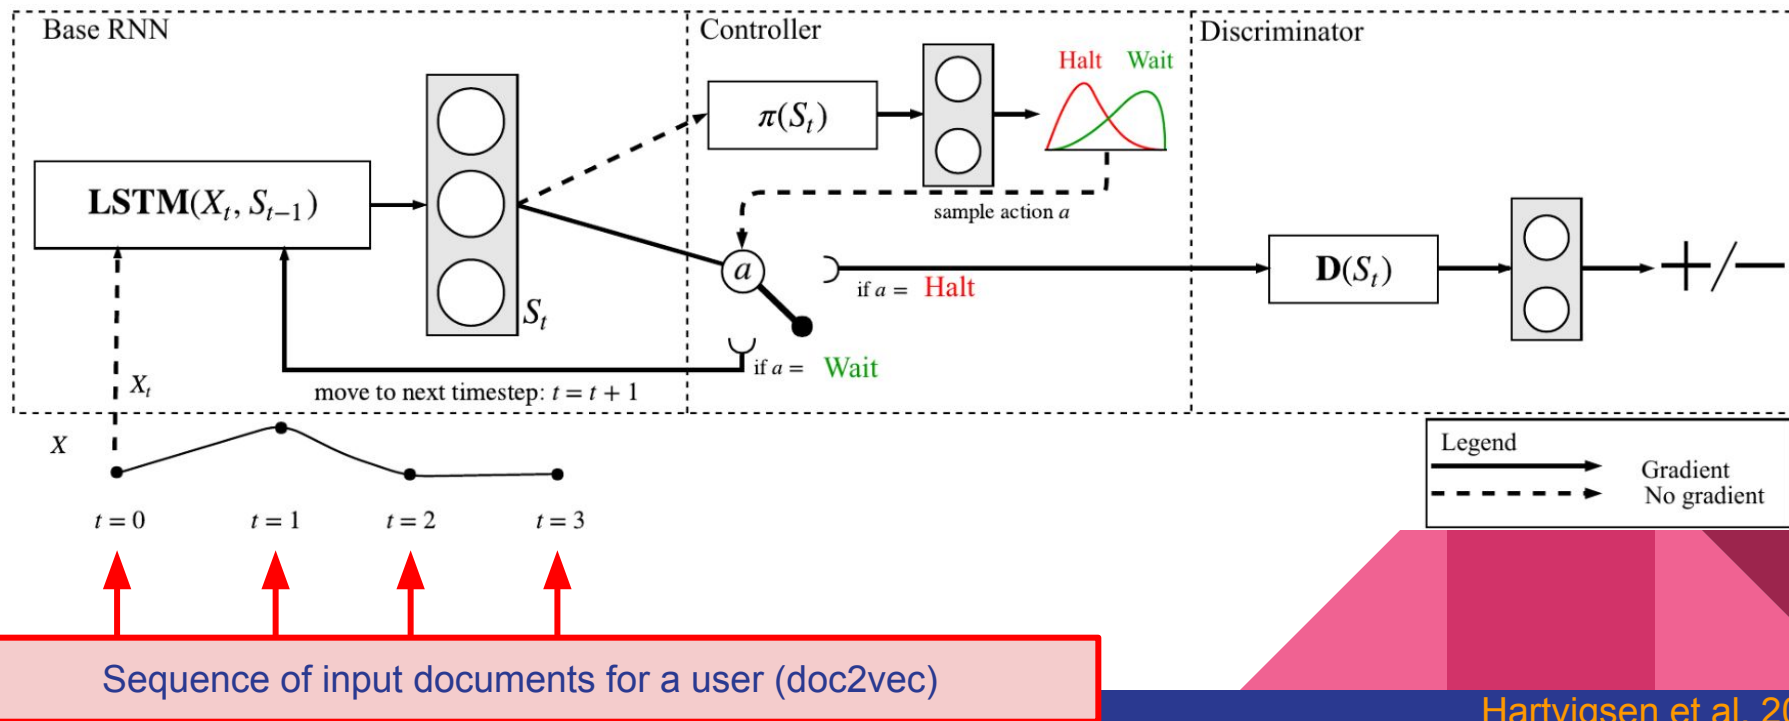 Base RNN
Controller
Discriminator
Halt Wait
π(S_t)
LSTM(X_t, S_{t−1})
sample action a
a
if a = Halt
D(S_t)
+/−
S_t
if a = Wait
X_t
move to next timestep: t = t + 1
X
Legend
Gradient
No gradient
t = 0 t = 1 t = 2 t = 3
Sequence of input documents for a user (doc2vec)
Hartvigsen et al. 20